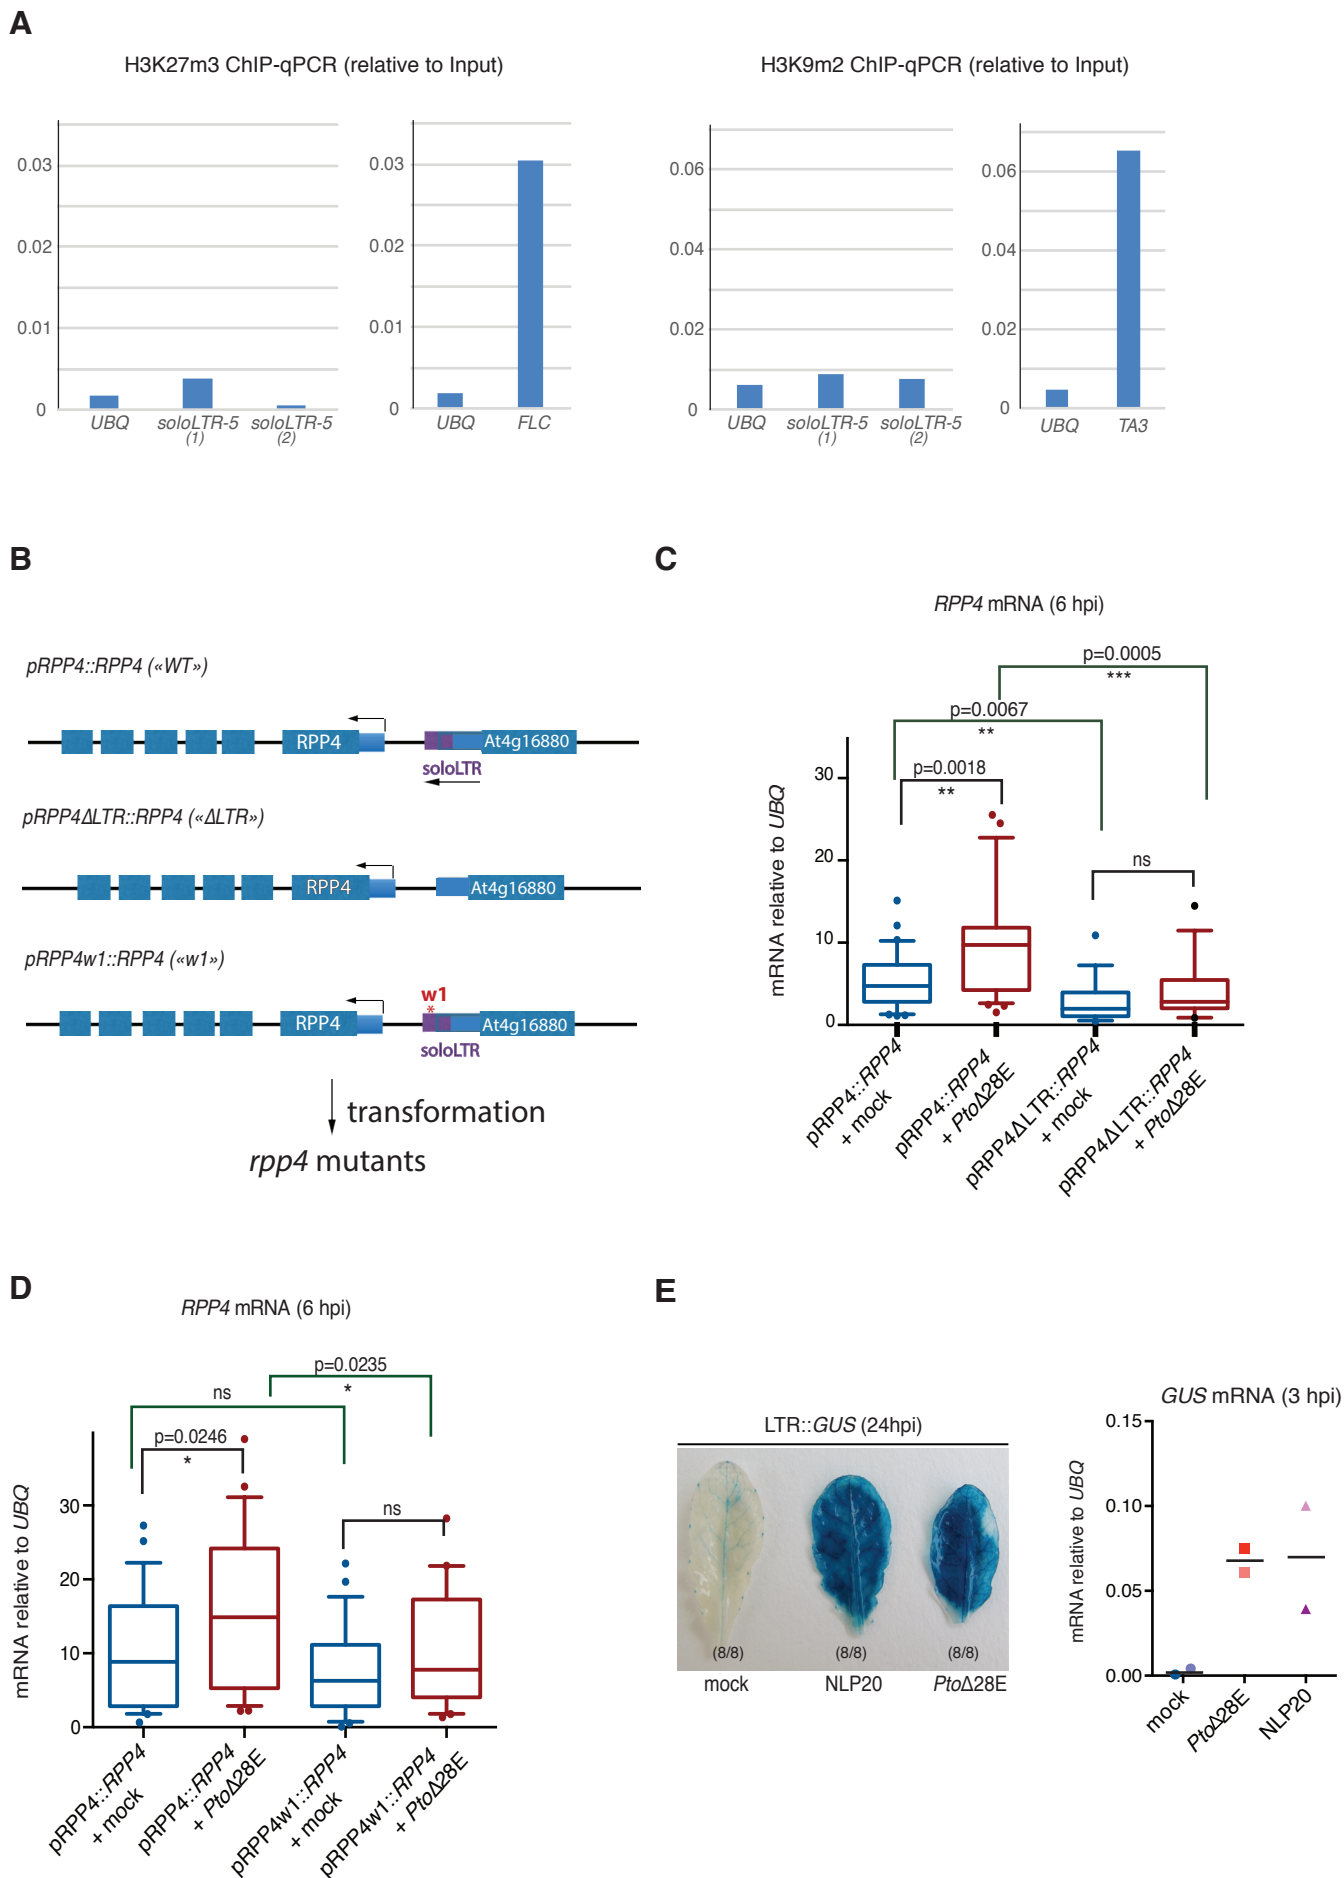 A
H3K27m3 ChIP-qPCR (relative to Input)
H3K9m2 ChIP-qPCR (relative to Input)
0.03
0.02
0.01
0
UBQ
soloLTR-5
(1)
soloLTR-5
(2)
0.03
0.02
0.01
0
UBQ
FLC
0.06
0.04
0.02
0
UBQ
soloLTR-5
(1)
soloLTR-5
(2)
0.06
0.04
0.02
0
UBQ
TA3
B
pRPP4::RPP4 («WT»)
RPP4
At4g16880
soloLTR
pRPP4ΔLTR::RPP4 («ΔLTR»)
RPP4
At4g16880
pRPP4w1::RPP4 («w1»)
w1
*
RPP4
At4g16880
soloLTR
transformation
rpp4 mutants
C
RPP4 mRNA (6 hpi)
p=0.0005
***
p=0.0067
**
p=0.0018
**
ns
mRNA relative to UBQ
30
20
10
0
pRPP4::RPP4
+ mock
pRPP4::RPP4
+ PtoΔ28E
pRPP4ΔLTR::RPP4
+ mock
pRPP4ΔLTR::RPP4
+ PtoΔ28E
D
RPP4 mRNA (6 hpi)
p=0.0235
*
ns
p=0.0246
*
ns
mRNA relative to UBQ
30
20
10
0
pRPP4::RPP4
+ mock
pRPP4::RPP4
+ PtoΔ28E
pRPP4w1::RPP4
+ mock
pRPP4w1::RPP4
+ PtoΔ28E
E
LTR::GUS (24hpi)
(8/8)
(8/8)
(8/8)
mock
NLP20
PtoΔ28E
GUS mRNA (3 hpi)
mRNA relative to UBQ
0.15
0.10
0.05
0.00
mock
PtoΔ28E
NLP20